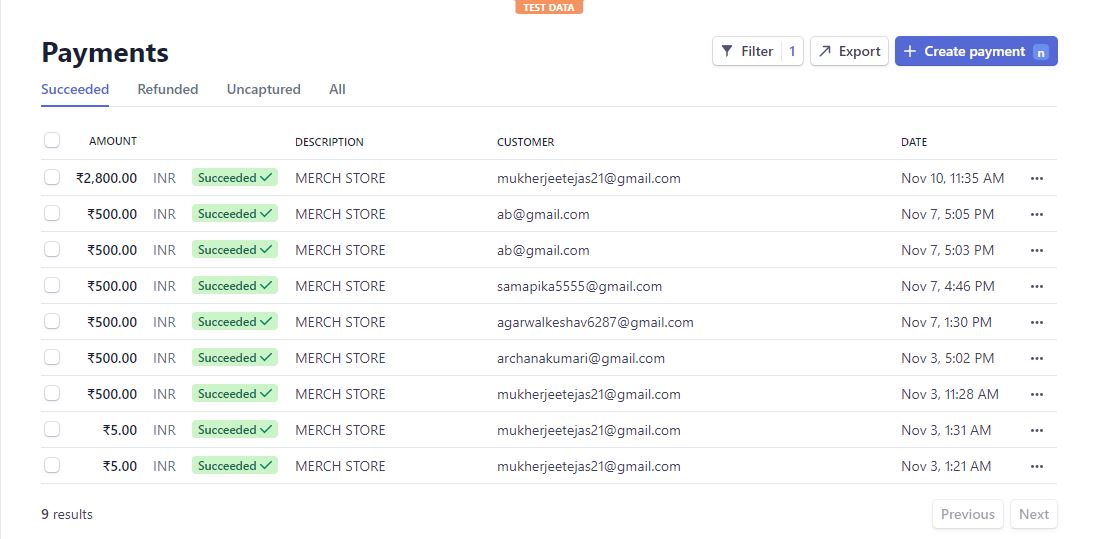 TEST DATA
Payments
Filter 1 Export + Create payment n
Succeeded Refunded Uncaptured All
AMOUNT DESCRIPTION CUSTOMER DATE
₹2,800.00 INR Succeeded MERCH STORE mukherjeetejas21@gmail.com Nov 10, 11:35 AM
₹500.00 INR Succeeded MERCH STORE ab@gmail.com Nov 7, 5:05 PM
₹500.00 INR Succeeded MERCH STORE ab@gmail.com Nov 7, 5:03 PM
₹500.00 INR Succeeded MERCH STORE samapika5555@gmail.com Nov 7, 4:46 PM
₹500.00 INR Succeeded MERCH STORE agarwalkeshav6287@gmail.com Nov 7, 1:30 PM
₹500.00 INR Succeeded MERCH STORE archanakumari@gmail.com Nov 3, 5:02 PM
₹500.00 INR Succeeded MERCH STORE mukherjeetejas21@gmail.com Nov 3, 11:28 AM
₹5.00 INR Succeeded MERCH STORE mukherjeetejas21@gmail.com Nov 3, 1:31 AM
₹5.00 INR Succeeded MERCH STORE mukherjeetejas21@gmail.com Nov 3, 1:21 AM
9 results Previous Next